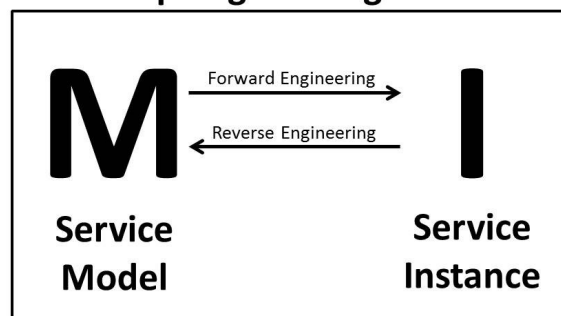 M
Forward Engineering
I
Reverse Engineering
Service
Model
Service
Instance